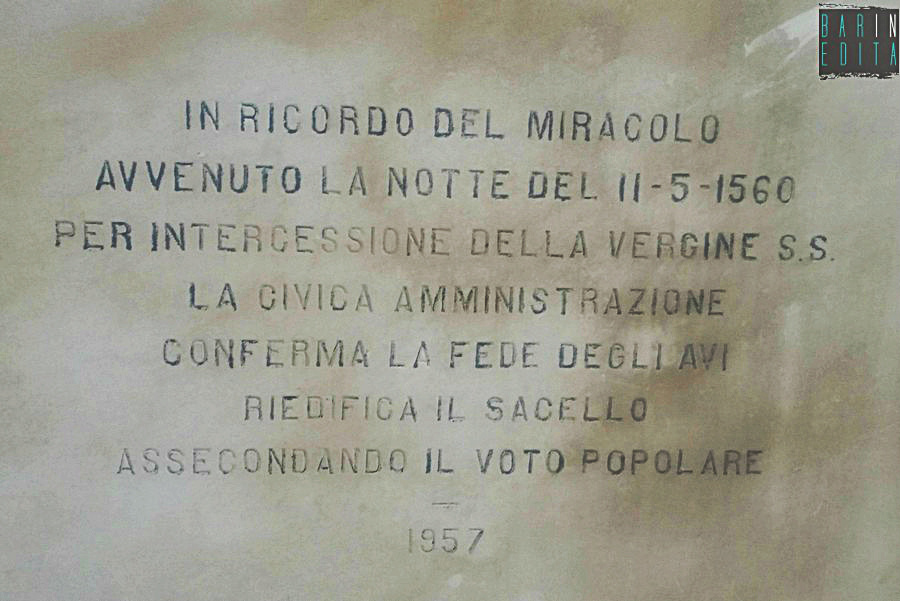 BARIN
EDITA
IN RICORDO DEL MIRACOLO
AVVENUTO LA NOTTE DEL 11-5-1560
PER INTERCESSIONE DELLA VERGINE S.S.
LA CIVICA AMMINISTRAZIONE
CONFERMA LA FEDE DEGLI AVI
RIEDIFICA IL SACELLO
ASSECONDANDO IL VOTO POPOLARE
—
1957